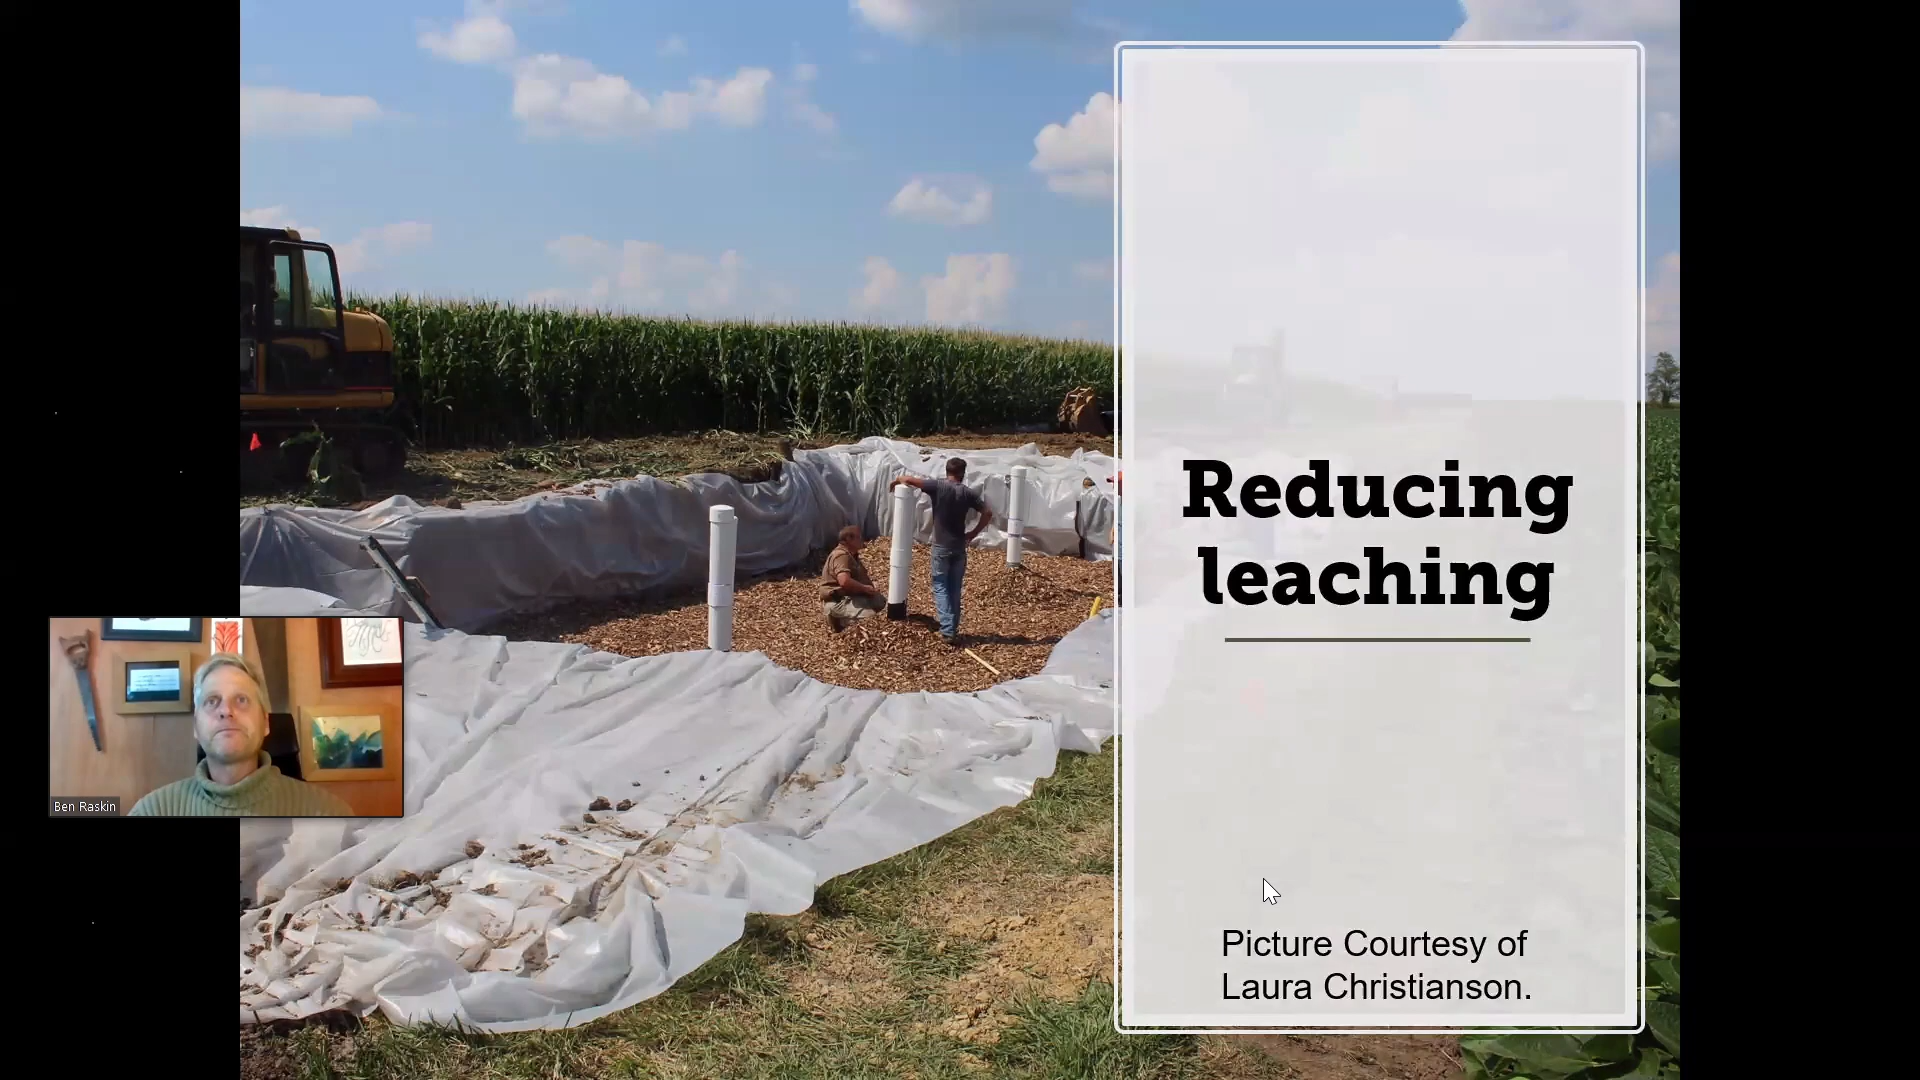 Reducing
leaching
Picture Courtesy of
Laura Christianson.
Ben Raskin